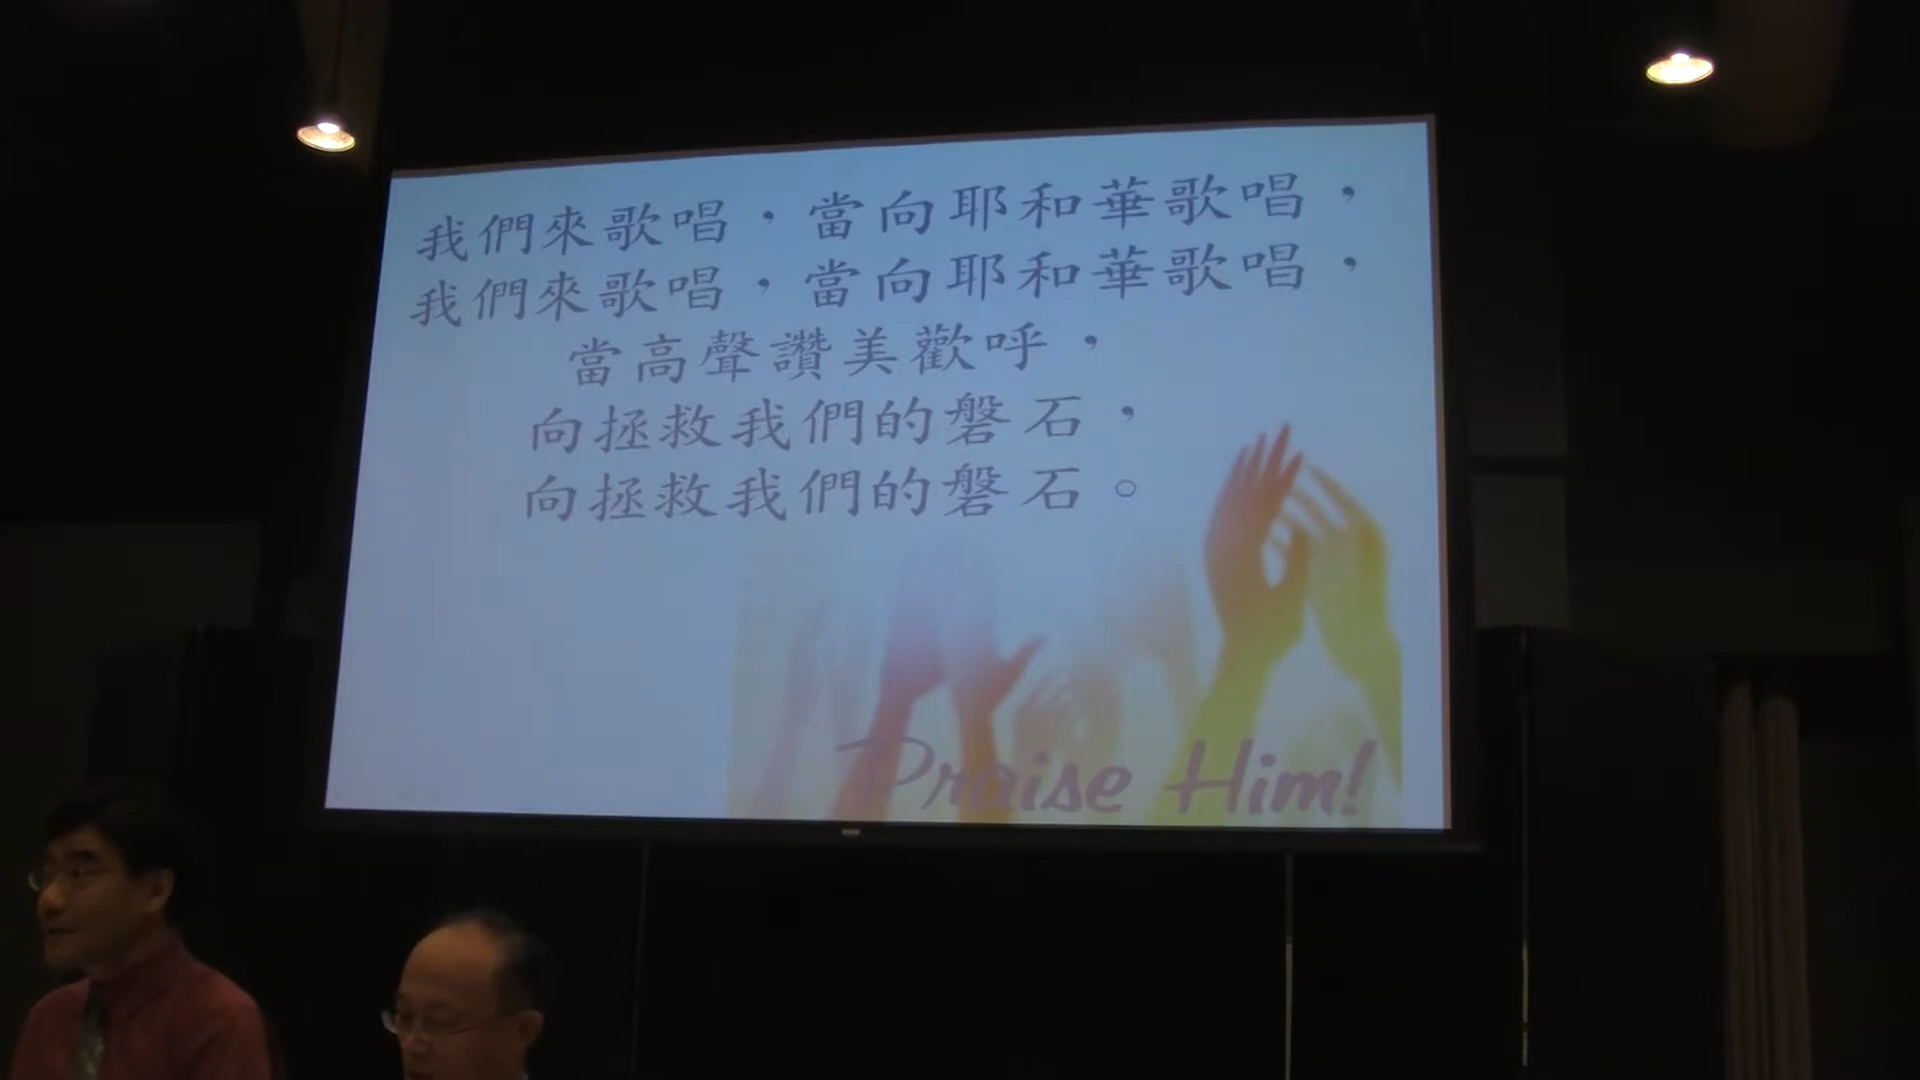 我們來歌唱，當向耶和華歌唱，
我們來歌唱，當向耶和華歌唱，
當高聲讚美歡呼，
向拯救我們的磐石，
向拯救我們的磐石。
Praise Him!